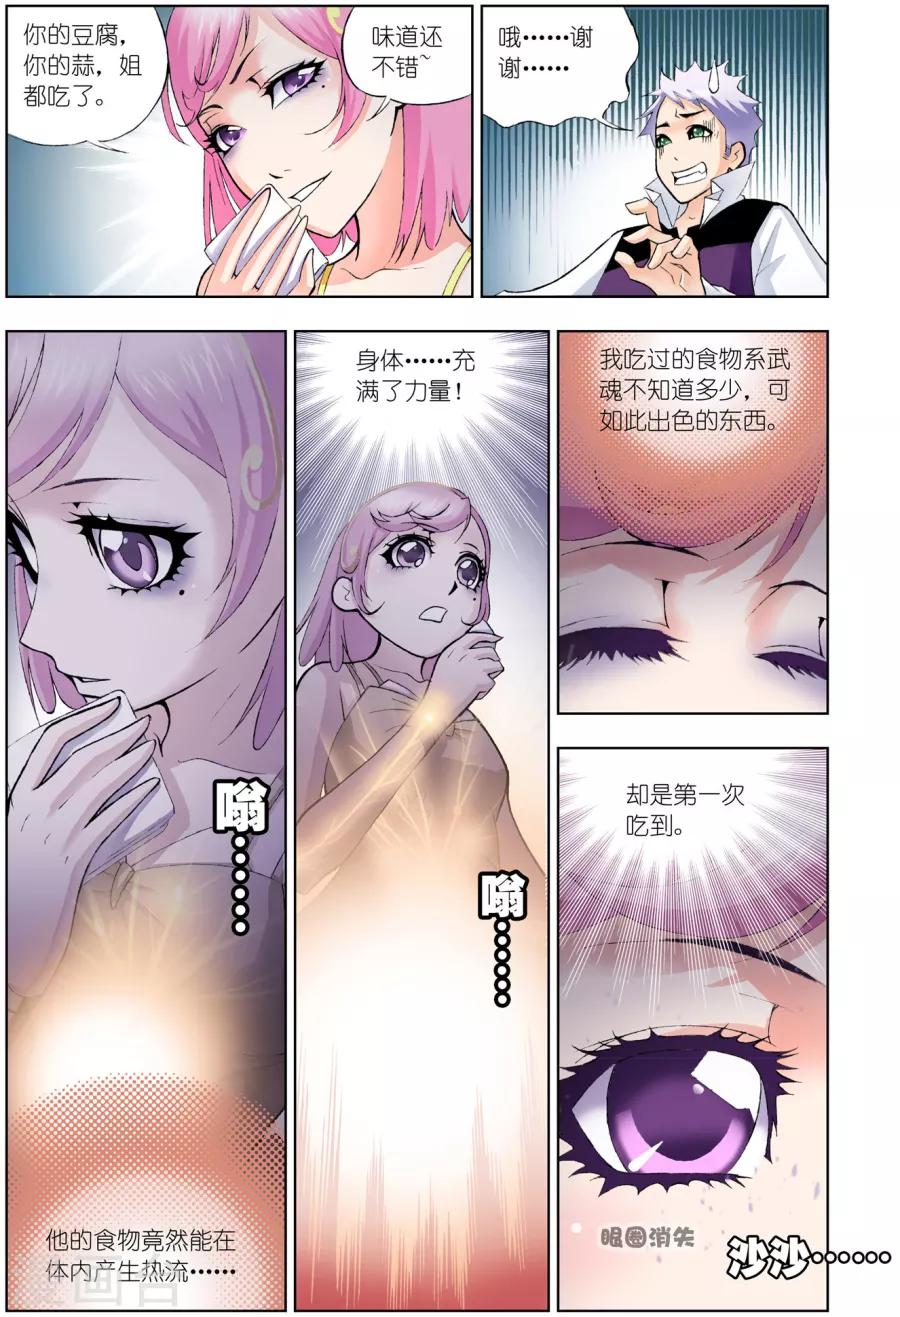 你的豆腐，
你的蒜，姐
都吃了。
味道还
不错~
哦……谢
谢……
他的食物竟然能在
体内产生热流……
嗡……
身体……充
满了力量！
嗡……
我吃过的食物系武
魂不知道多少，可
如此出色的东西。
却是第一次
吃到。
眼圈消失
沙沙……